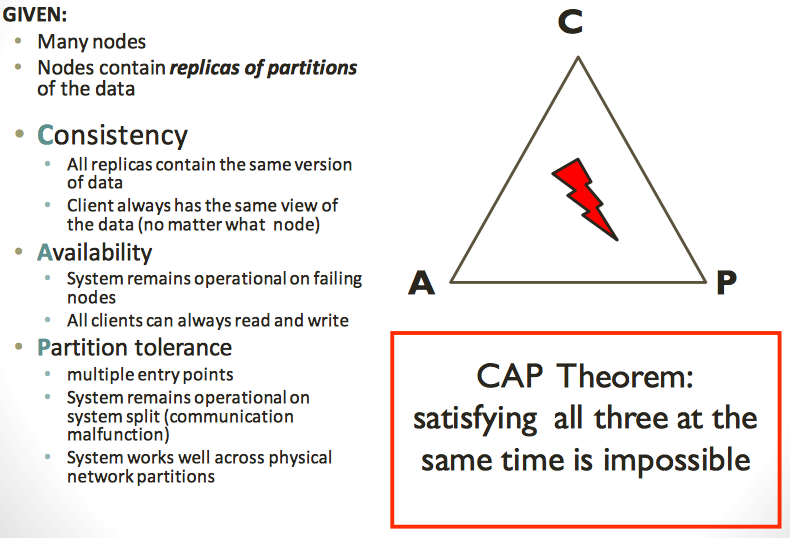 GIVEN:
• Many nodes
• Nodes contain replicas of partitions
of the data
• Consistency
• All replicas contain the same version
of data
• Client always has the same view of
the data (no matter what node)
• Availability
• System remains operational on failing
nodes
• All clients can always read and write
• Partition tolerance
• multiple entry points
• System remains operational on
system split (communication
malfunction)
• System works well across physical
network partitions
C
A
P
CAP Theorem:
satisfying all three at the
same time is impossible